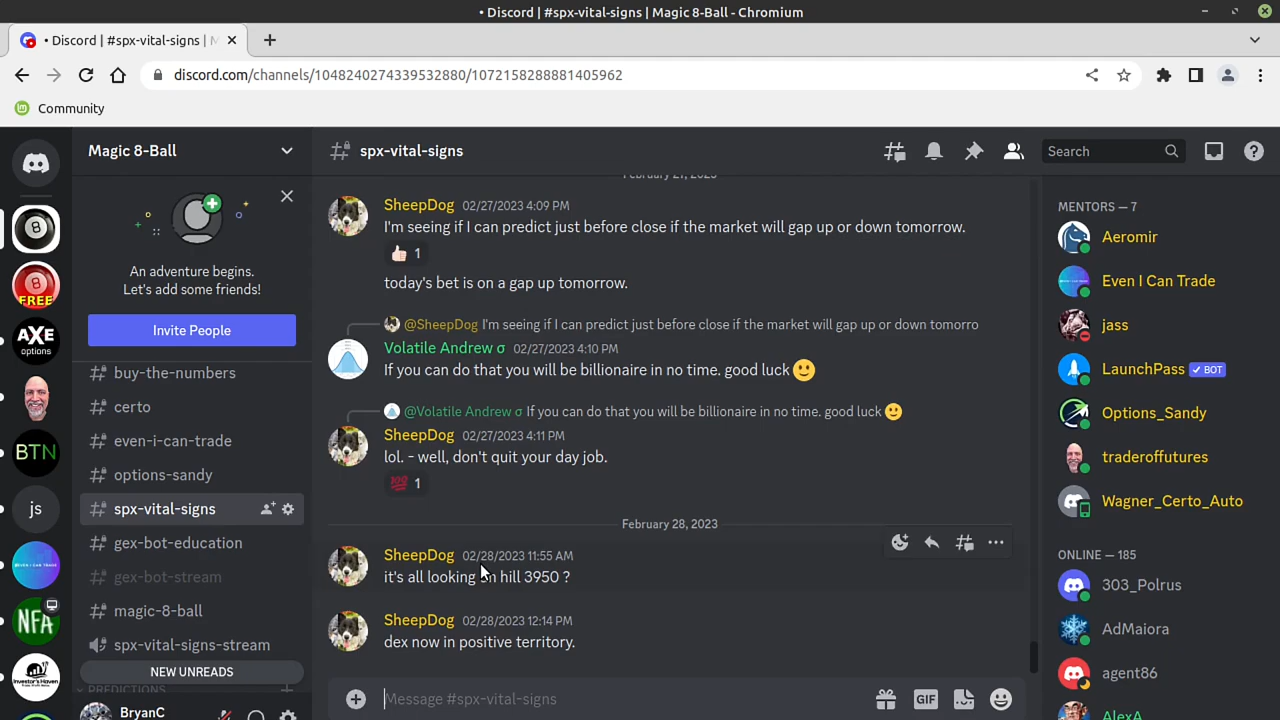 • Discord | #spx-vital-signs | Magic 8-Ball - Chromium
• Discord | #spx-vital-signs |
discord.com/channels/1048240274339532880/1072158288881405962
Community
Magic 8-Ball
An adventure begins.
Let's add some friends!
Invite People
buy-the-numbers
certo
even-i-can-trade
options-sandy
spx-vital-signs
gex-bot-education
gex-bot-stream
magic-8-ball
spx-vital-signs-stream
NEW UNREADS
PREDICTIONS
BryanC
8
8
FREE
AXE
options
BTN
js
EVEN I CAN TRADE
NFA
INVESTOR'S HAVEN
spx-vital-signs
Search
February 27, 2023
SheepDog 02/27/2023 4:09 PM
I'm seeing if I can predict just before close if the market will gap up or down tomorrow.
1
today's bet is on a gap up tomorrow.
@SheepDog I'm seeing if I can predict just before close if the market will gap up or down tomorro
Volatile Andrew σ 02/27/2023 4:10 PM
If you can do that you will be billionaire in no time. good luck 🙂
@Volatile Andrew σ If you can do that you will be billionaire in no time. good luck 🙂
SheepDog 02/27/2023 4:11 PM
lol. - well, don't quit your day job.
💯 1
February 28, 2023
SheepDog 02/28/2023 11:55 AM
it's all looking hill 3950 ?
SheepDog 02/28/2023 12:14 PM
dex now in positive territory.
Message #spx-vital-signs
GIF
MENTORS — 7
Aeromir
Even I Can Trade
jass
LaunchPass ✓ BOT
Options_Sandy
traderoffutures
Wagner_Certo_Auto
ONLINE — 185
303_Polrus
AdMaiora
agent86
AlexA